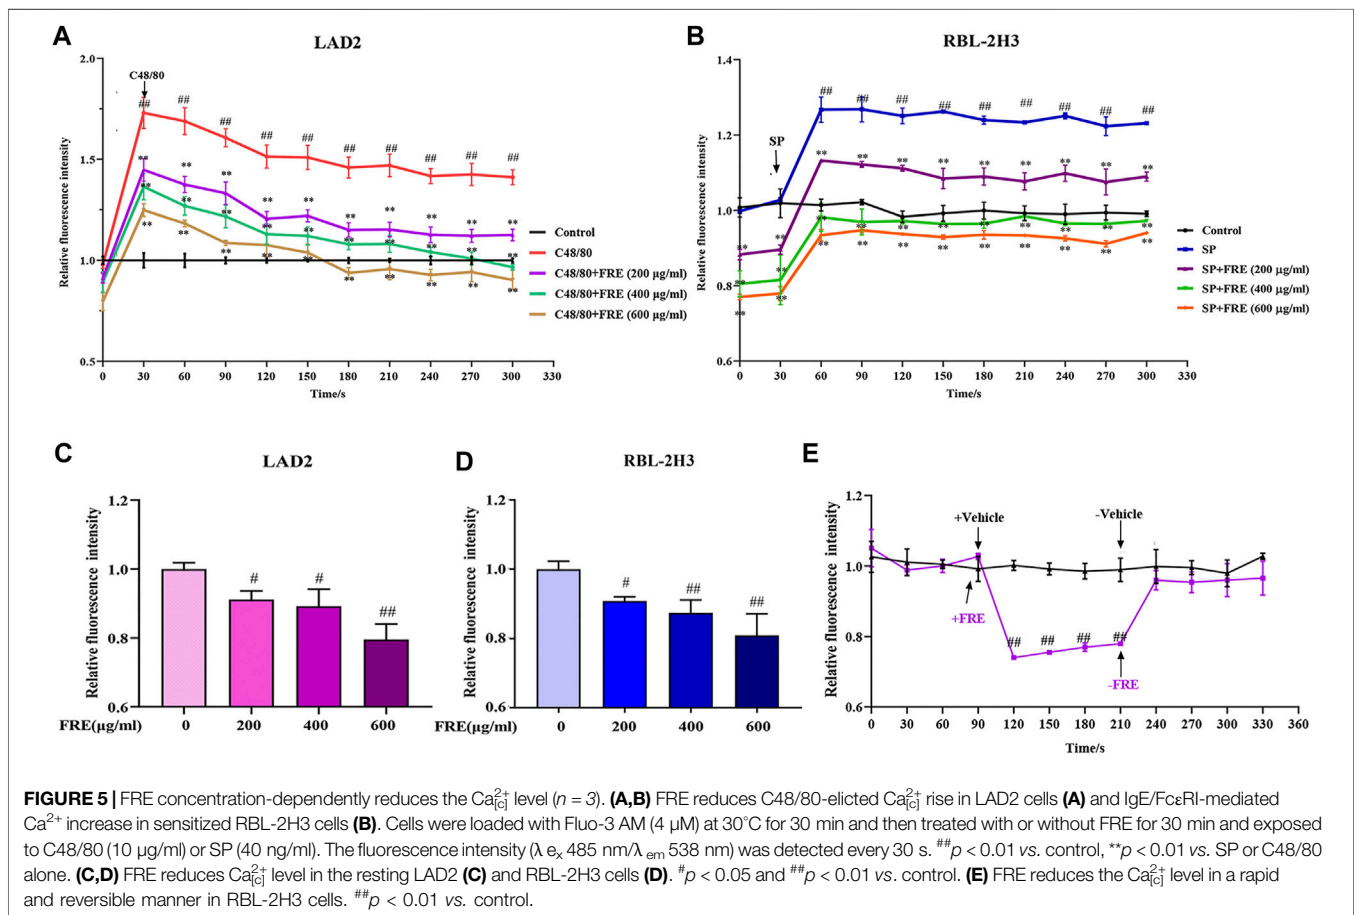 A
LAD2
Relative fluorescence intensity
2.0
1.5
1.0
0.5
C48/80
## ## ## ## ## ## ## ## ## ##
** ** ** ** ** ** ** ** ** **
** ** ** ** ** ** ** ** ** **
** ** ** ** ** ** ** ** ** **
Control
C48/80
C48/80+FRE (200 μg/ml)
C48/80+FRE (400 μg/ml)
C48/80+FRE (600 μg/ml)
0 30 60 90 120 150 180 210 240 270 300 330
Time/s
B
RBL-2H3
Relative fluorescence intensity
1.4
1.2
1.0
0.8
0.6
SP
## ## ## ## ## ## ## ## ##
** ** ** ** ** ** ** ** ** ** **
** ** ** ** ** ** ** ** ** ** **
** ** ** ** ** ** ** ** ** ** **
Control
SP
SP+FRE (200 μg/ml)
SP+FRE (400 μg/ml)
SP+FRE (600 μg/ml)
0 30 60 90 120 150 180 210 240 270 300 330
Time/s
C
LAD2
Relative fluorescence intensity
1.2
1.0
0.8
0.6
# # ##
FRE(μg/ml) 0 200 400 600
D
RBL-2H3
Relative fluorescence intensity
1.2
1.0
0.8
0.6
# ## ##
FRE(μg/ml) 0 200 400 600
E
Relative fluorescence intensity
1.2
1.0
0.8
0.6
+Vehicle
-Vehicle
+FRE
## ## ## ##
-FRE
0 30 60 90 120 150 180 210 240 270 300 330 360
Time/s
FIGURE 5 | FRE concentration-dependently reduces the Ca²⁺[c] level (n = 3). (A,B) FRE reduces C48/80-elicted Ca²⁺[c] rise in LAD2 cells (A) and IgE/FcεRI-mediated
Ca²⁺ increase in sensitized RBL-2H3 cells (B). Cells were loaded with Fluo-3 AM (4 μM) at 30°C for 30 min and then treated with or without FRE for 30 min and exposed
to C48/80 (10 μg/ml) or SP (40 ng/ml). The fluorescence intensity (λ eₓ 485 nm/λ em 538 nm) was detected every 30 s. ##p < 0.01 vs. control, **p < 0.01 vs. SP or C48/80
alone. (C,D) FRE reduces Ca²⁺[c] level in the resting LAD2 (C) and RBL-2H3 cells (D). #p < 0.05 and ##p < 0.01 vs. control. (E) FRE reduces the Ca²⁺[c] level in a rapid
and reversible manner in RBL-2H3 cells. ##p < 0.01 vs. control.